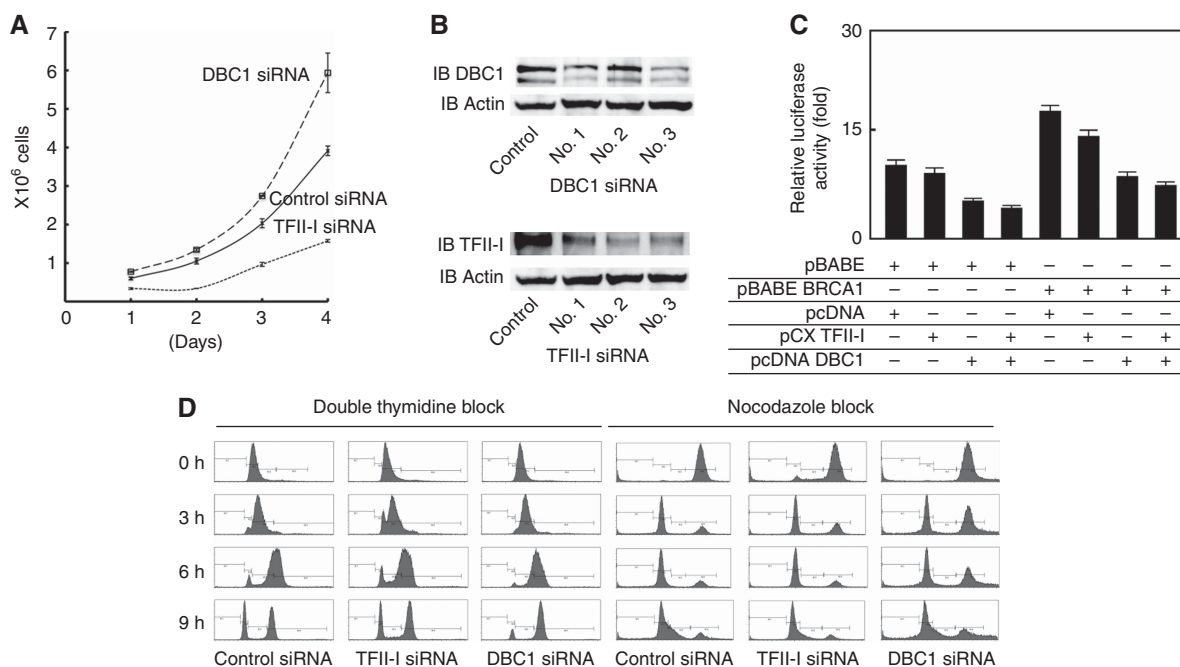 A
7
6
5
4
3
2
1
0
1
2
3
4
X10⁶ cells
(Days)
DBC1 siRNA
Control siRNA
TFII-I siRNA
B
IB DBC1
IB Actin
Control
No. 1
No. 2
No. 3
DBC1 siRNA
IB TFII-I
IB Actin
Control
No. 1
No. 2
No. 3
TFII-I siRNA
C
Relative luciferase
activity (fold)
30
15
0
pBABE + + + + – – – –
pBABE BRCA1 – – – – + + + +
pcDNA + – – – + – – –
pCX TFII-I – + – + – + – +
pcDNA DBC1 – – + + – – + +
D
Double thymidine block Nocodazole block
0 h
3 h
6 h
9 h
Control siRNA TFII-I siRNA DBC1 siRNA Control siRNA TFII-I siRNA DBC1 siRNA